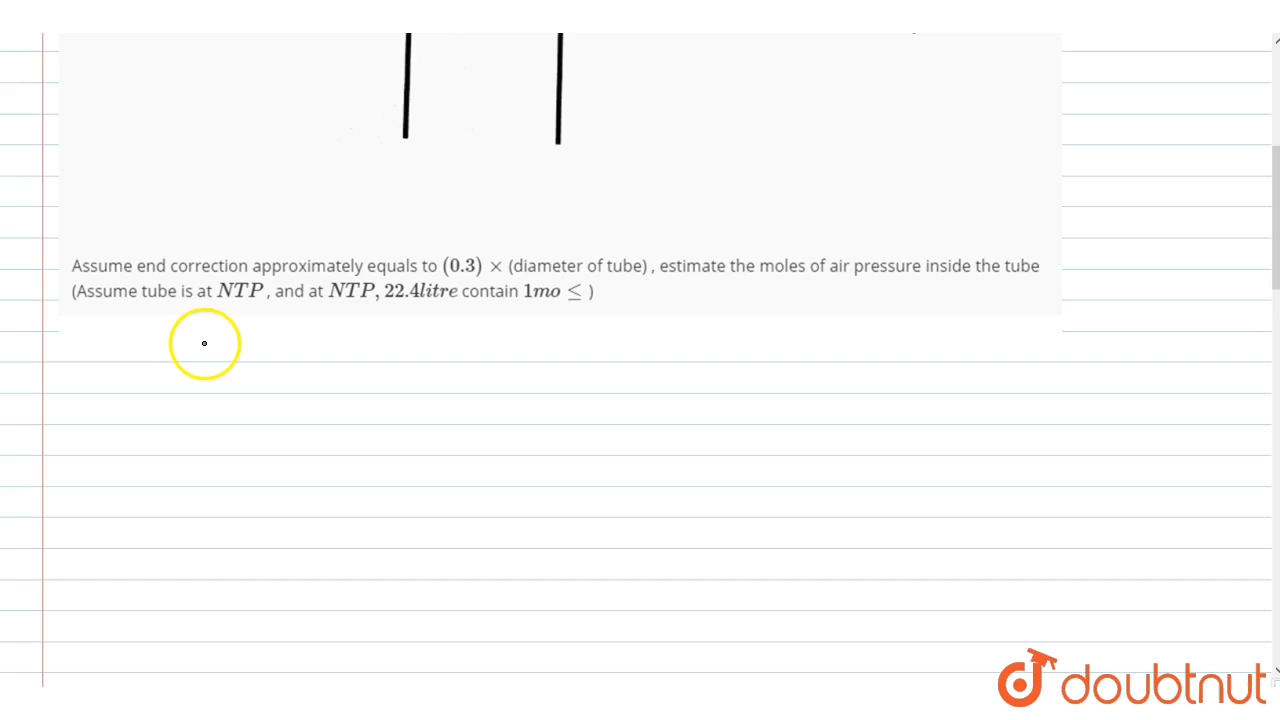 Assume end correction approximately equals to (0.3) × (diameter of tube) , estimate the moles of air pressure inside the tube
(Assume tube is at NTP , and at NTP, 22.4litre contain 1mo ≤ )
doubtnut